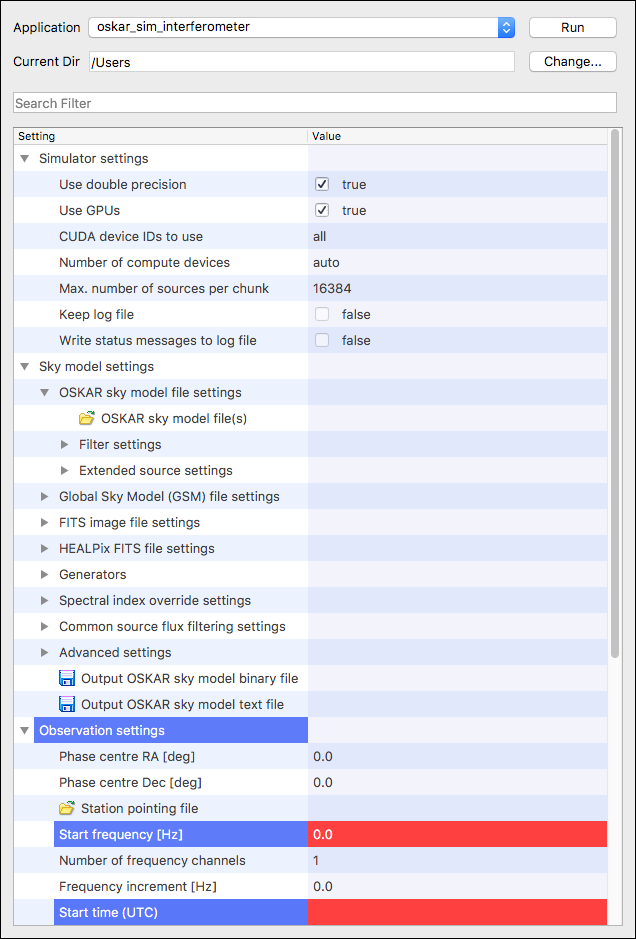 Application oskar_sim_interferometer Run
Current Dir /Users Change...
Search Filter
Setting Value
Simulator settings
Use double precision true
Use GPUs true
CUDA device IDs to use all
Number of compute devices auto
Max. number of sources per chunk 16384
Keep log file false
Write status messages to log file false
Sky model settings
OSKAR sky model file settings
OSKAR sky model file(s)
Filter settings
Extended source settings
Global Sky Model (GSM) file settings
FITS image file settings
HEALPix FITS file settings
Generators
Spectral index override settings
Common source flux filtering settings
Advanced settings
Output OSKAR sky model binary file
Output OSKAR sky model text file
Observation settings
Phase centre RA [deg] 0.0
Phase centre Dec [deg] 0.0
Station pointing file
Start frequency [Hz] 0.0
Number of frequency channels 1
Frequency increment [Hz] 0.0
Start time (UTC)